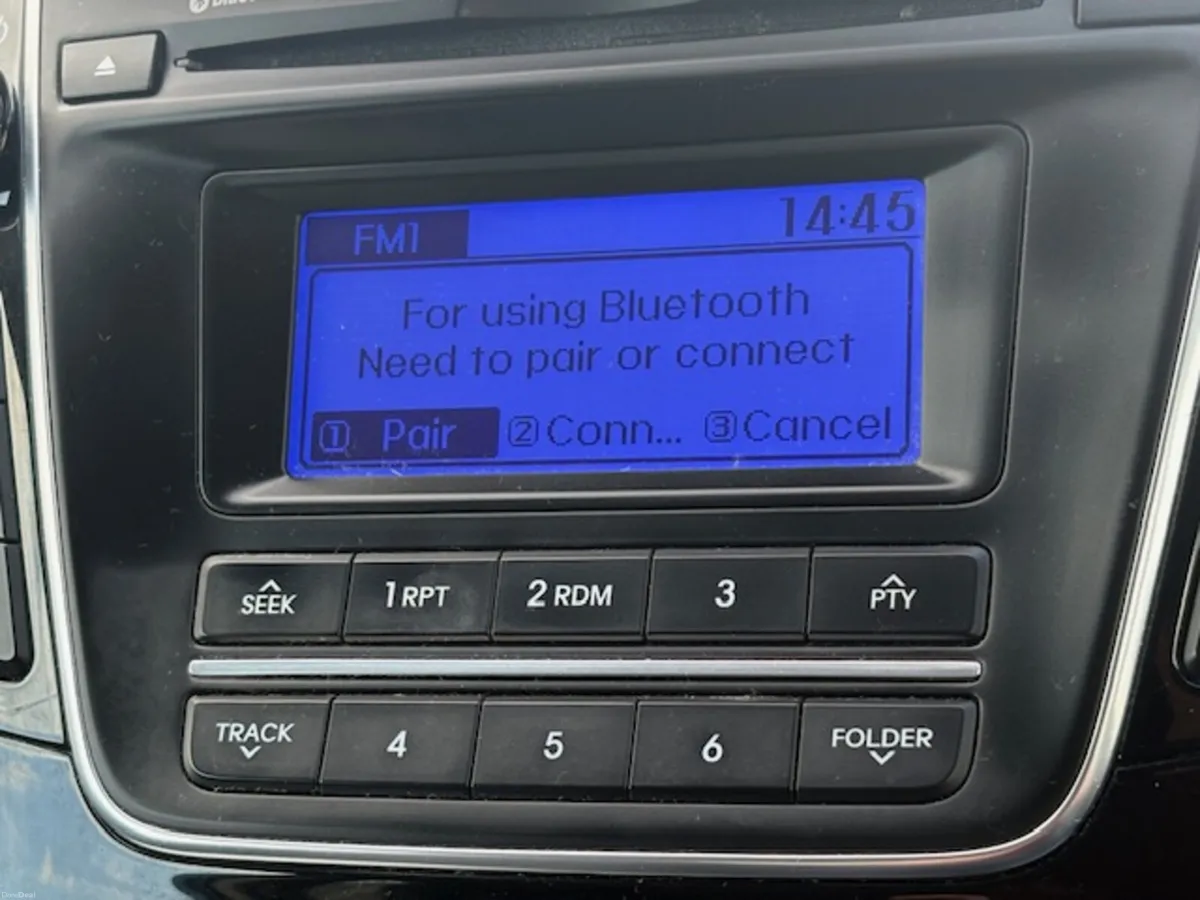 FM1 14:45
For using Bluetooth
Need to pair or connect
1 Pair 2 Conn... 3 Cancel
SEEK 1 RPT 2 RDM 3 PTY
TRACK 4 5 6 FOLDER